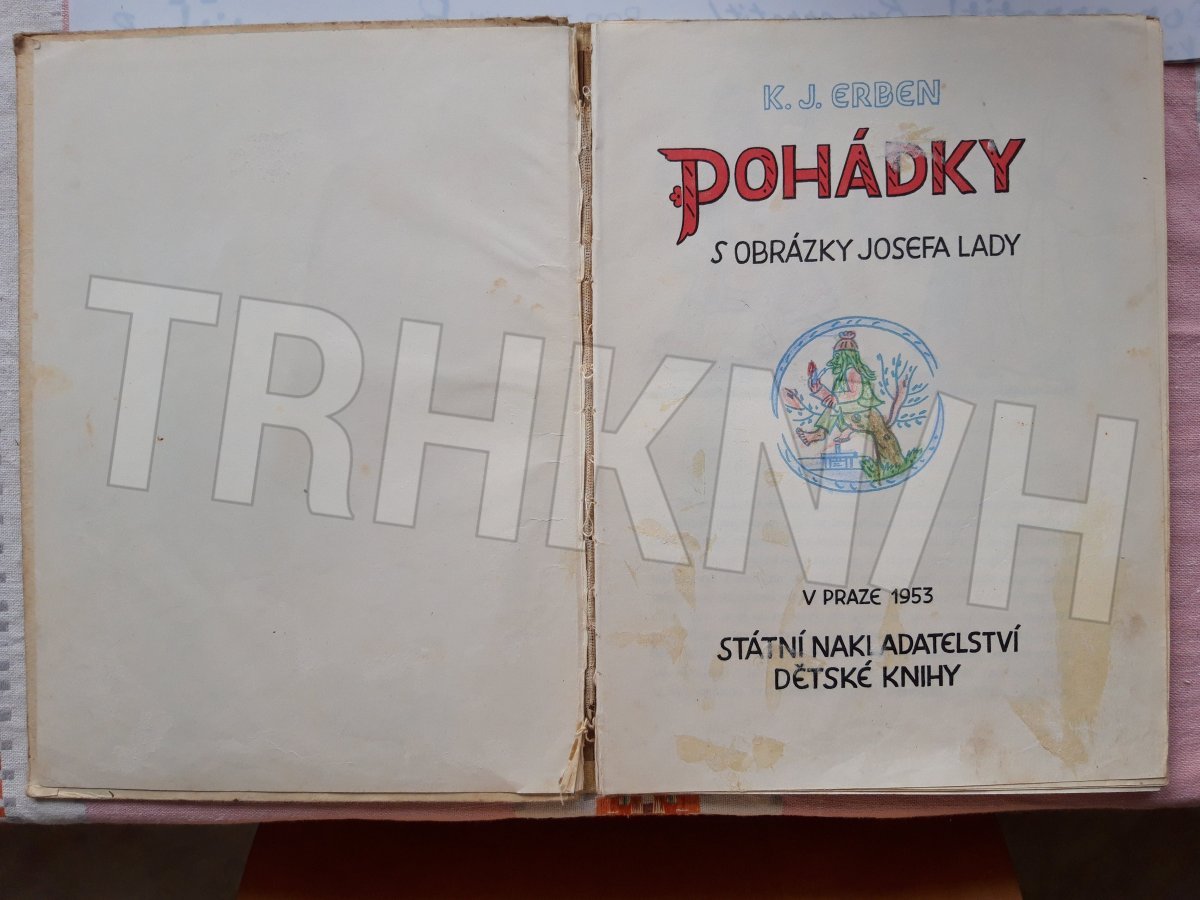 K. J. ERBEN
POHÁDKY
S OBRÁZKY JOSEFA LADY
V PRAZE 1953
STÁTNÍ NAKLADATELSTVÍ
DĚTSKÉ KNIHY
TRHKNIH